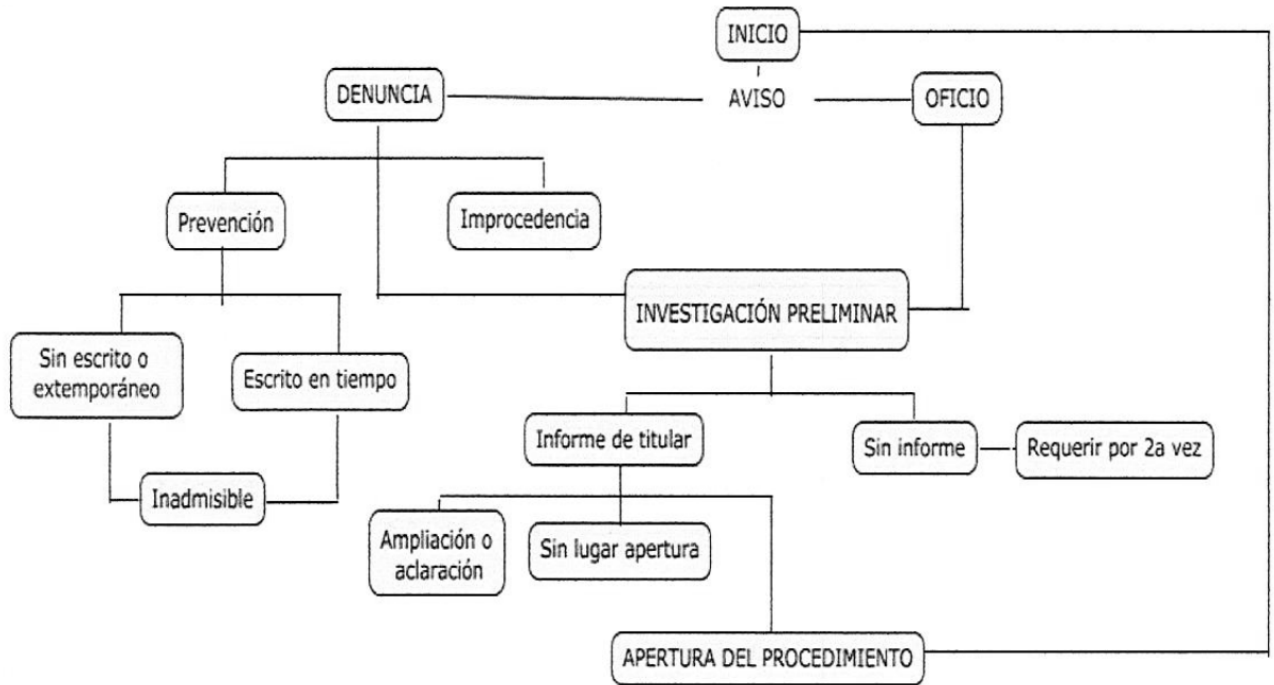 INICIO
DENUNCIA
AVISO
OFICIO
Prevención
Improcedencia
INVESTIGACIÓN PRELIMINAR
Sin escrito o
extemporáneo
Escrito en tiempo
Informe de titular
Sin informe
Requerir por 2a vez
Inadmisible
Ampliación o
aclaración
Sin lugar apertura
APERTURA DEL PROCEDIMIENTO